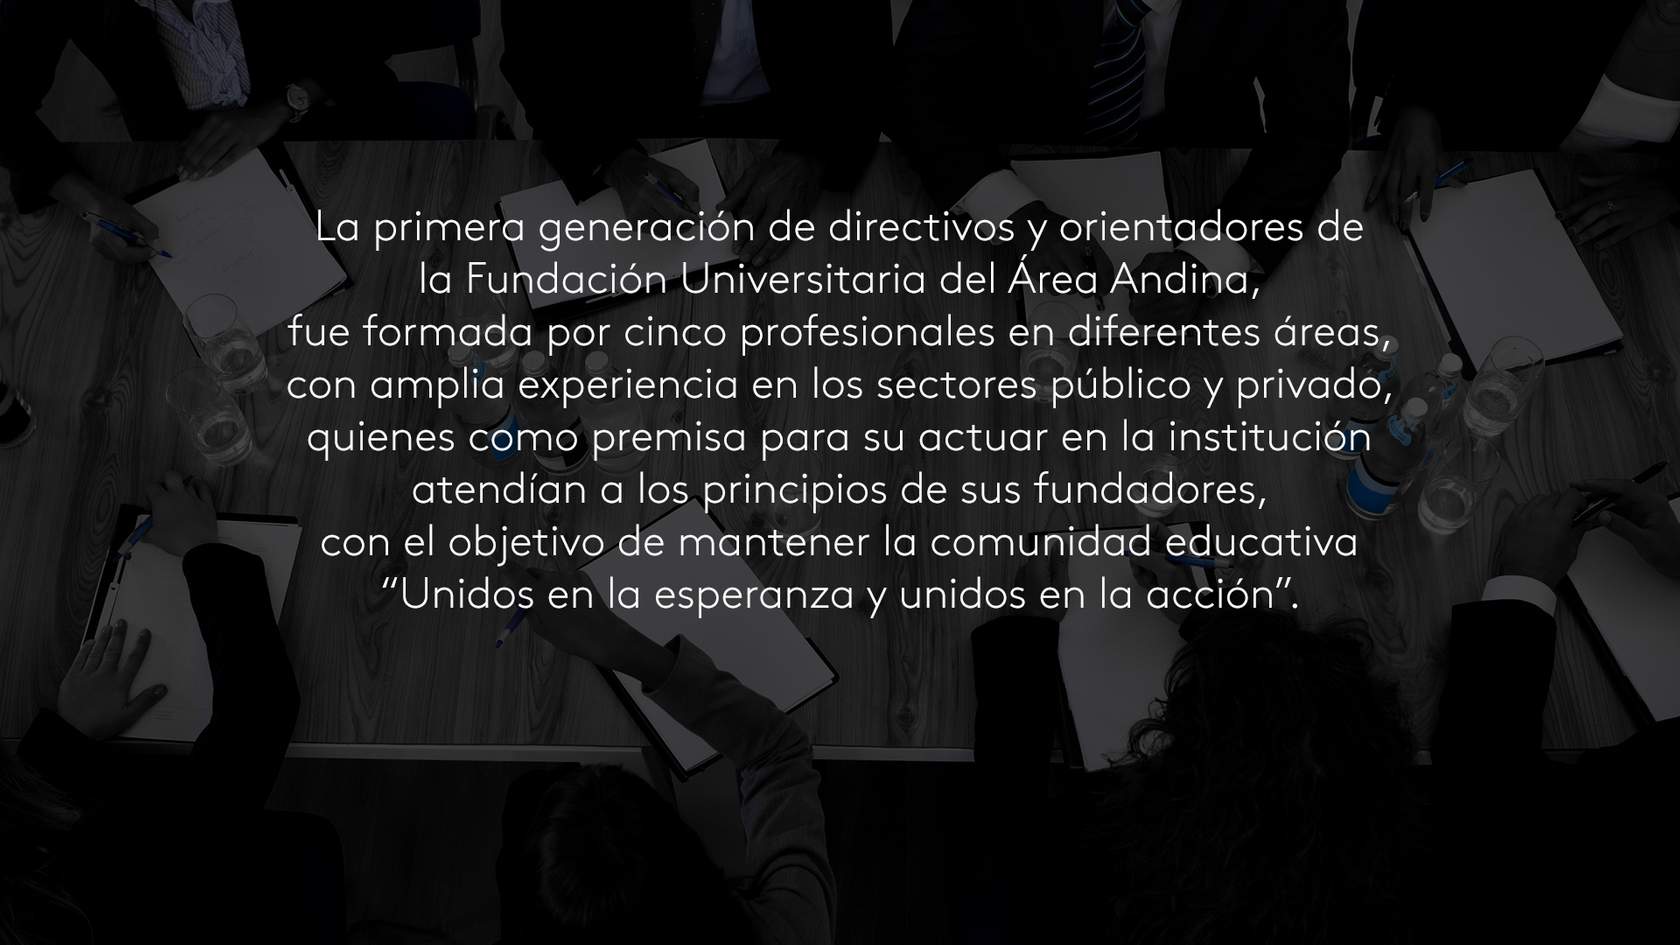 La primera generación de directivos y orientadores de
la Fundación Universitaria del Área Andina,
fue formada por cinco profesionales en diferentes áreas,
con amplia experiencia en los sectores público y privado,
quienes como premisa para su actuar en la institución
atendían a los principios de sus fundadores,
con el objetivo de mantener la comunidad educativa
“Unidos en la esperanza y unidos en la acción”.